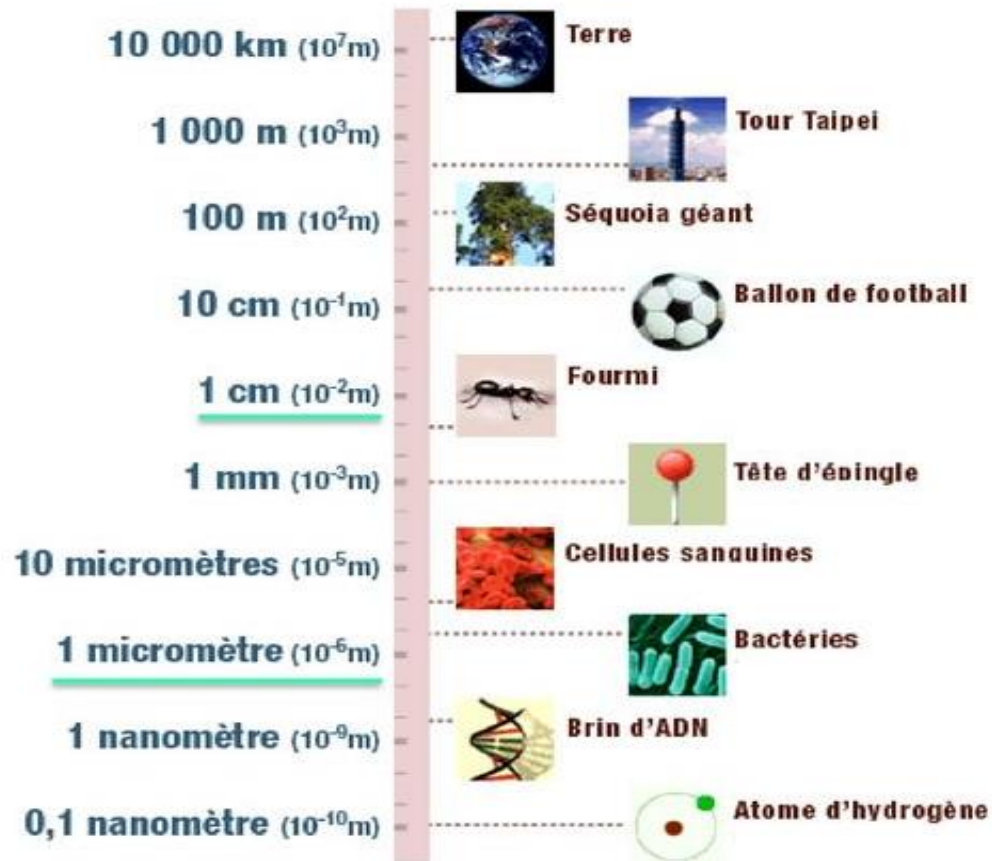 10 000 km (10⁷m)
Terre
1 000 m (10³m)
Tour Taipei
100 m (10²m)
Séquoia géant
10 cm (10⁻¹m)
Ballon de football
1 cm (10⁻²m)
Fourmi
1 mm (10⁻³m)
Tête d'épingle
10 micromètres (10⁻⁵m)
Cellules sanguines
1 micromètre (10⁻⁶m)
Bactéries
1 nanomètre (10⁻⁹m)
Brin d'ADN
0,1 nanomètre (10⁻¹⁰m)
Atome d'hydrogène